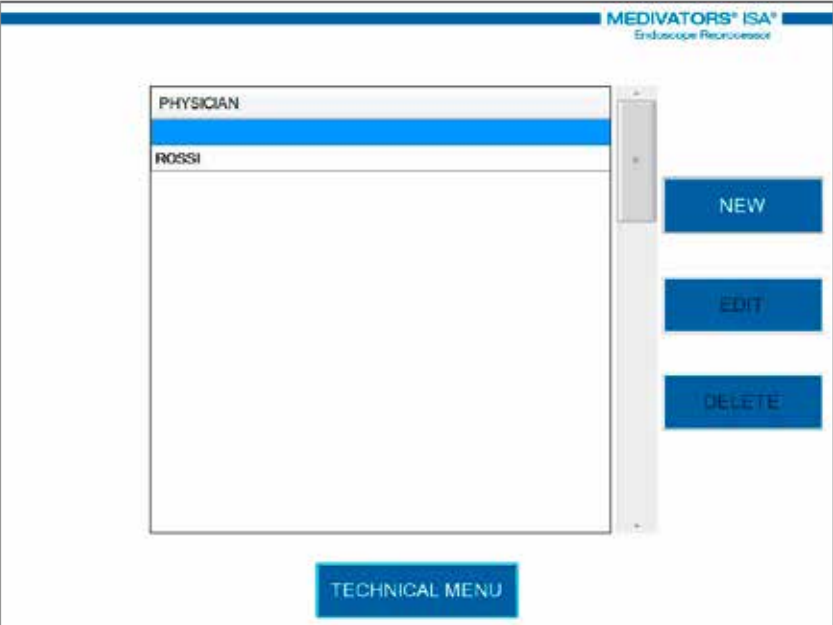 MEDIVATORS® ISA®
Endoscope Reprocessor
PHYSICIAN
ROSSI
NEW
EDIT
DELETE
TECHNICAL MENU